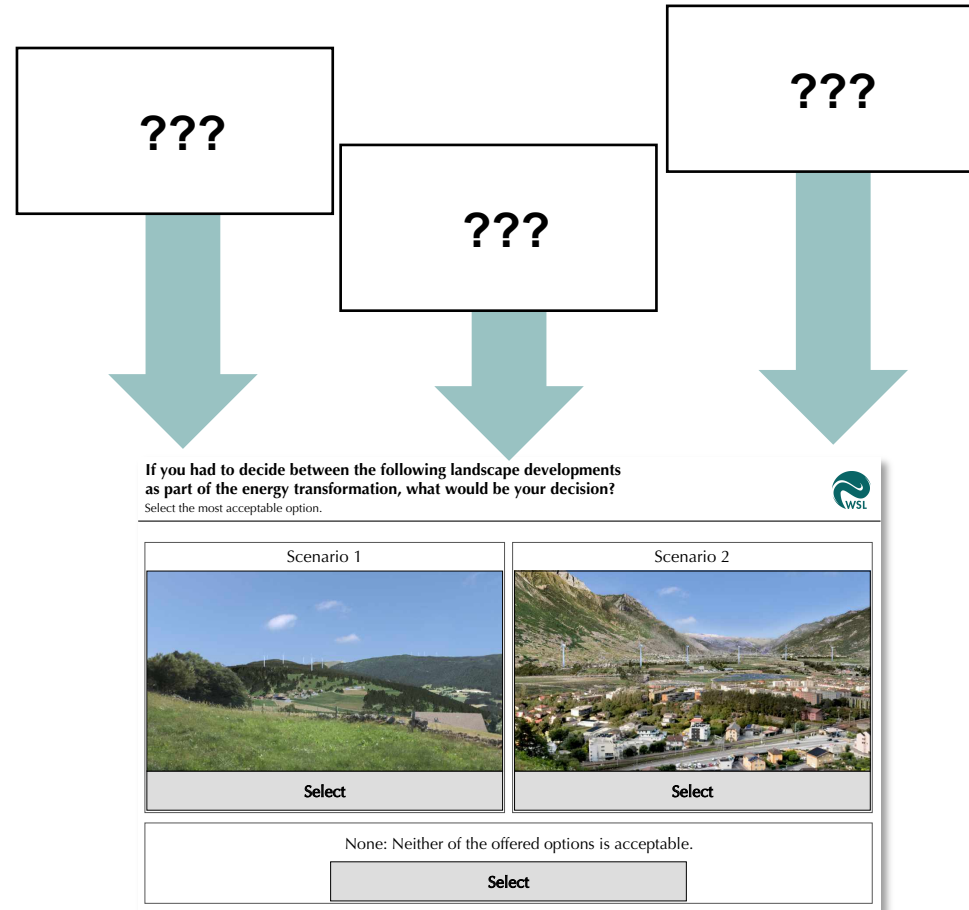 ???
???
???
If you had to decide between the following landscape developments
as part of the energy transformation, what would be your decision?
Select the most acceptable option.
WSL
Scenario 1
Scenario 2
Select
Select
None: Neither of the offered options is acceptable.
Select